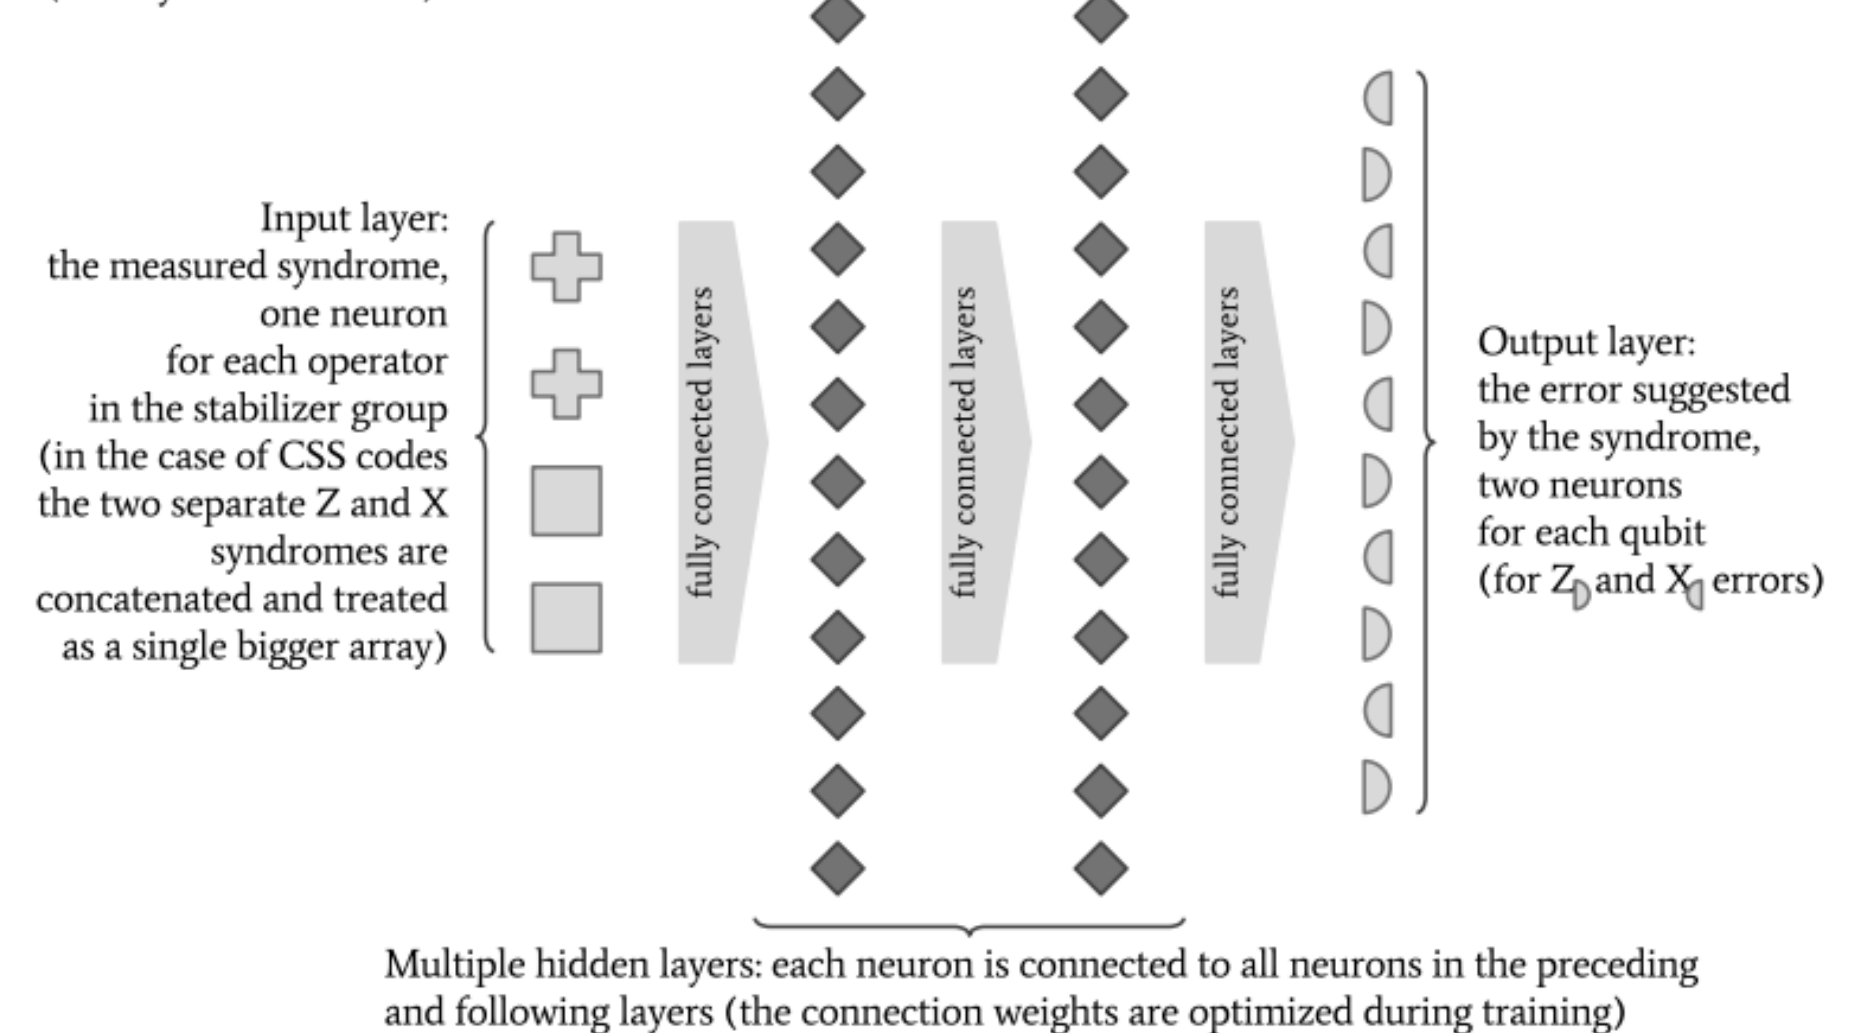 Input layer:
the measured syndrome,
one neuron
for each operator
in the stabilizer group
(in the case of CSS codes
the two separate Z and X
syndromes are
concatenated and treated
as a single bigger array)
fully connected layers
fully connected layers
fully connected layers
Output layer:
the error suggested
by the syndrome,
two neurons
for each qubit
(for Z and X errors)
Multiple hidden layers: each neuron is connected to all neurons in the preceding
and following layers (the connection weights are optimized during training)